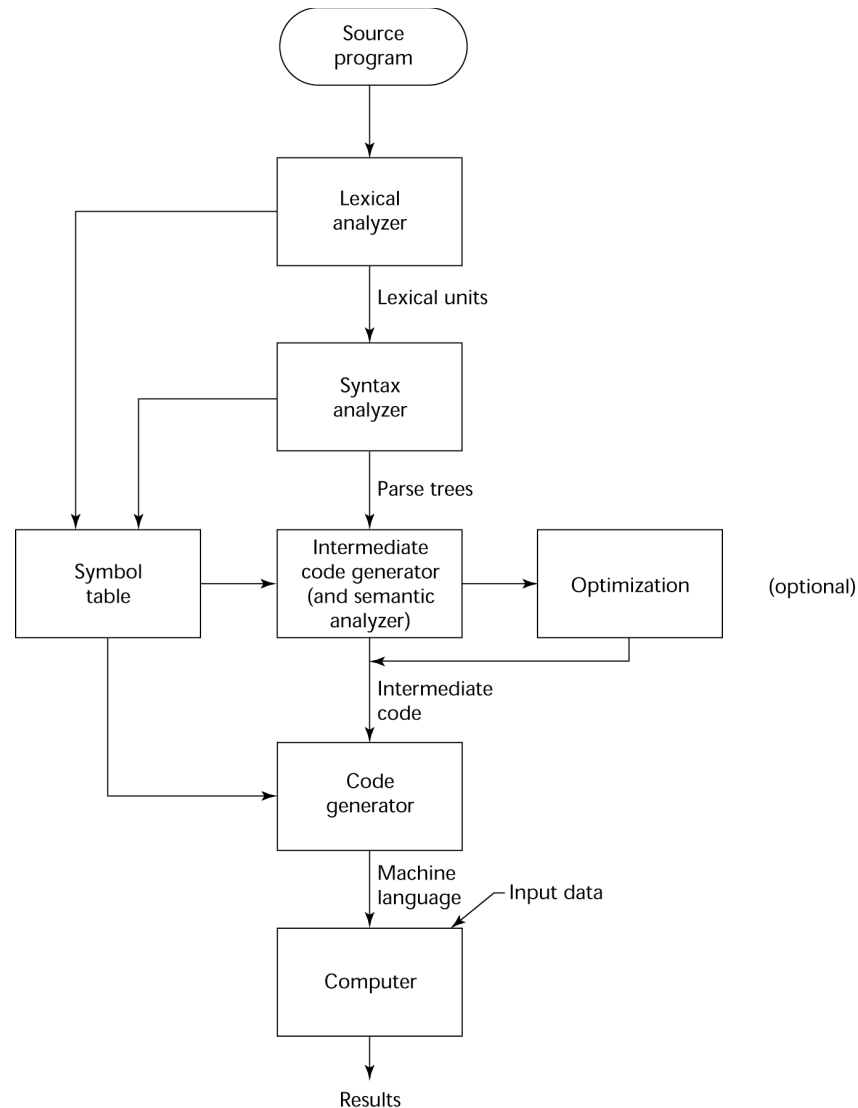 Source
program
Lexical
analyzer
Lexical units
Syntax
analyzer
Parse trees
Symbol
table
Intermediate
code generator
(and semantic
analyzer)
Optimization
(optional)
Intermediate
code
Code
generator
Machine
language
Input data
Computer
Results